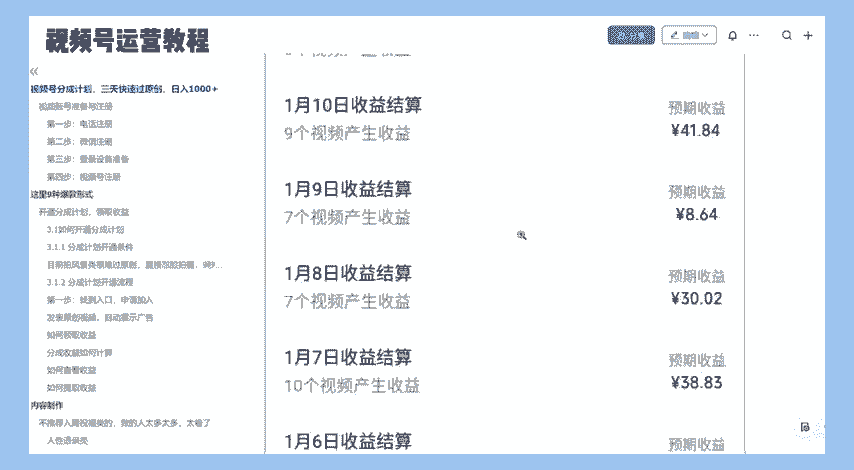 视频号运营教程
视频号分成计划，三天快速过原创，日入1000+
视频账号准备与注册
第一步：电话注册
第二步：微信注册
第三步：登录设备准备
第四步：视频号注册
这里9种爆款形式
开通分成计划，领取收益
3.1如何开通分成计划
3.1.1 分成计划开通条件
3.1.2 分成计划开通流程
第一步：找到入口，申请加入
发表原创视频，自动展示广告
如何领取收益
分成收益如何计算
如何查看收益
如何提取收益
内容制作
人性语录类
1月10日收益结算
预期收益
9个视频产生收益
¥41.84
1月9日收益结算
预期收益
7个视频产生收益
¥8.64
1月8日收益结算
预期收益
7个视频产生收益
¥30.02
1月7日收益结算
预期收益
10个视频产生收益
¥38.83
1月6日收益结算
预期收益